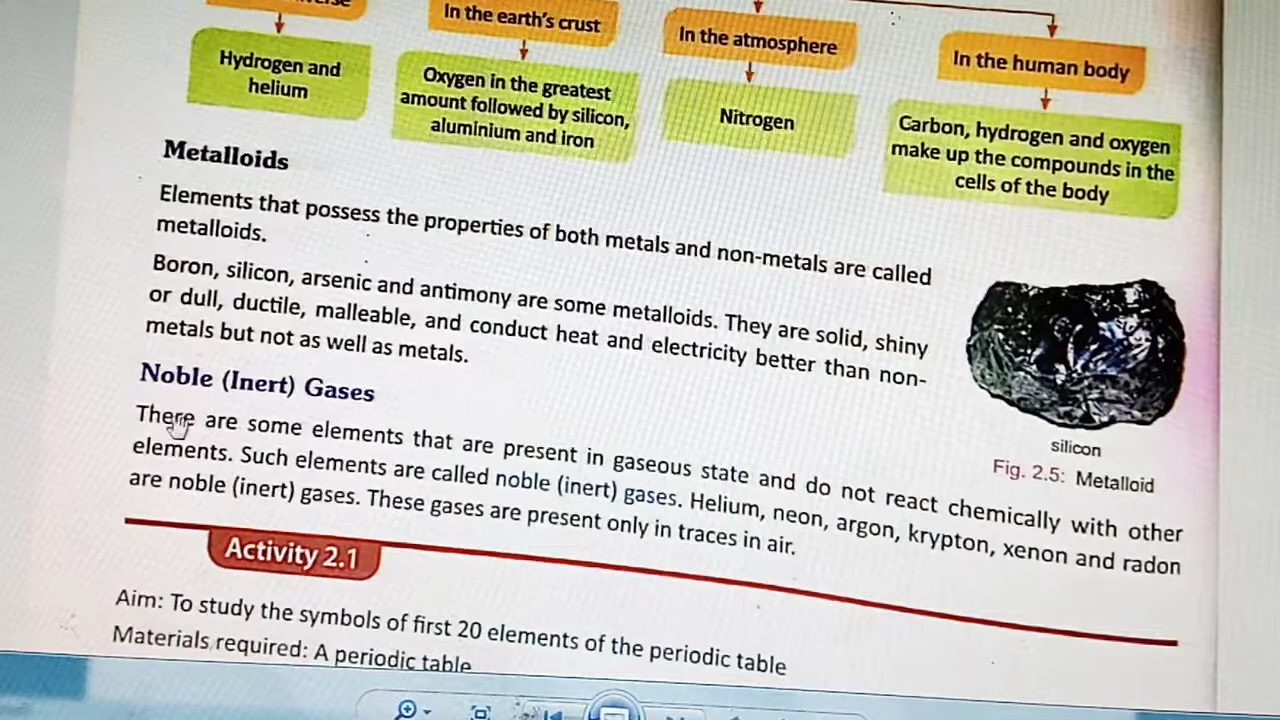 In the earth's crust
In the atmosphere
In the human body
Hydrogen and
helium
Oxygen in the greatest
amount followed by silicon,
aluminium and iron
Nitrogen
Carbon, hydrogen and oxygen
make up the compounds in the
cells of the body
Metalloids
Elements that possess the properties of both metals and non-metals are called
metalloids.
Boron, silicon, arsenic and antimony are some metalloids. They are solid, shiny
or dull, ductile, malleable, and conduct heat and electricity better than non-
metals but not as well as metals.
silicon
Fig. 2.5: Metalloid
Noble (Inert) Gases
There are some elements that are present in gaseous state and do not react chemically with other
elements. Such elements are called noble (inert) gases. Helium, neon, argon, krypton, xenon and radon
are noble (inert) gases. These gases are present only in traces in air.
Activity 2.1
Aim: To study the symbols of first 20 elements of the periodic table
Materials required: A periodic table